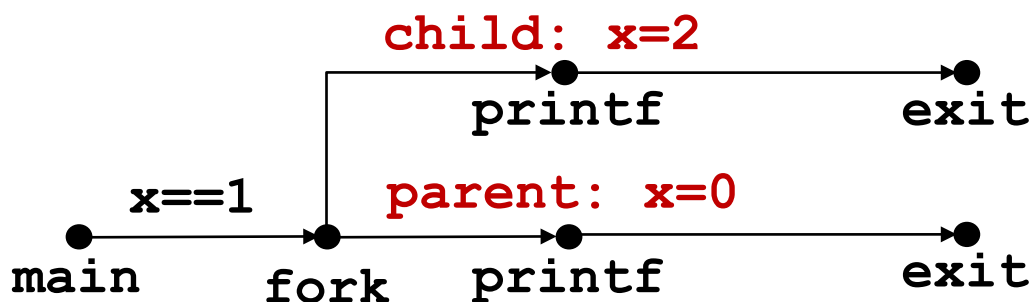 child: x=2
printf
exit
x==1
parent: x=0
main
fork
printf
exit